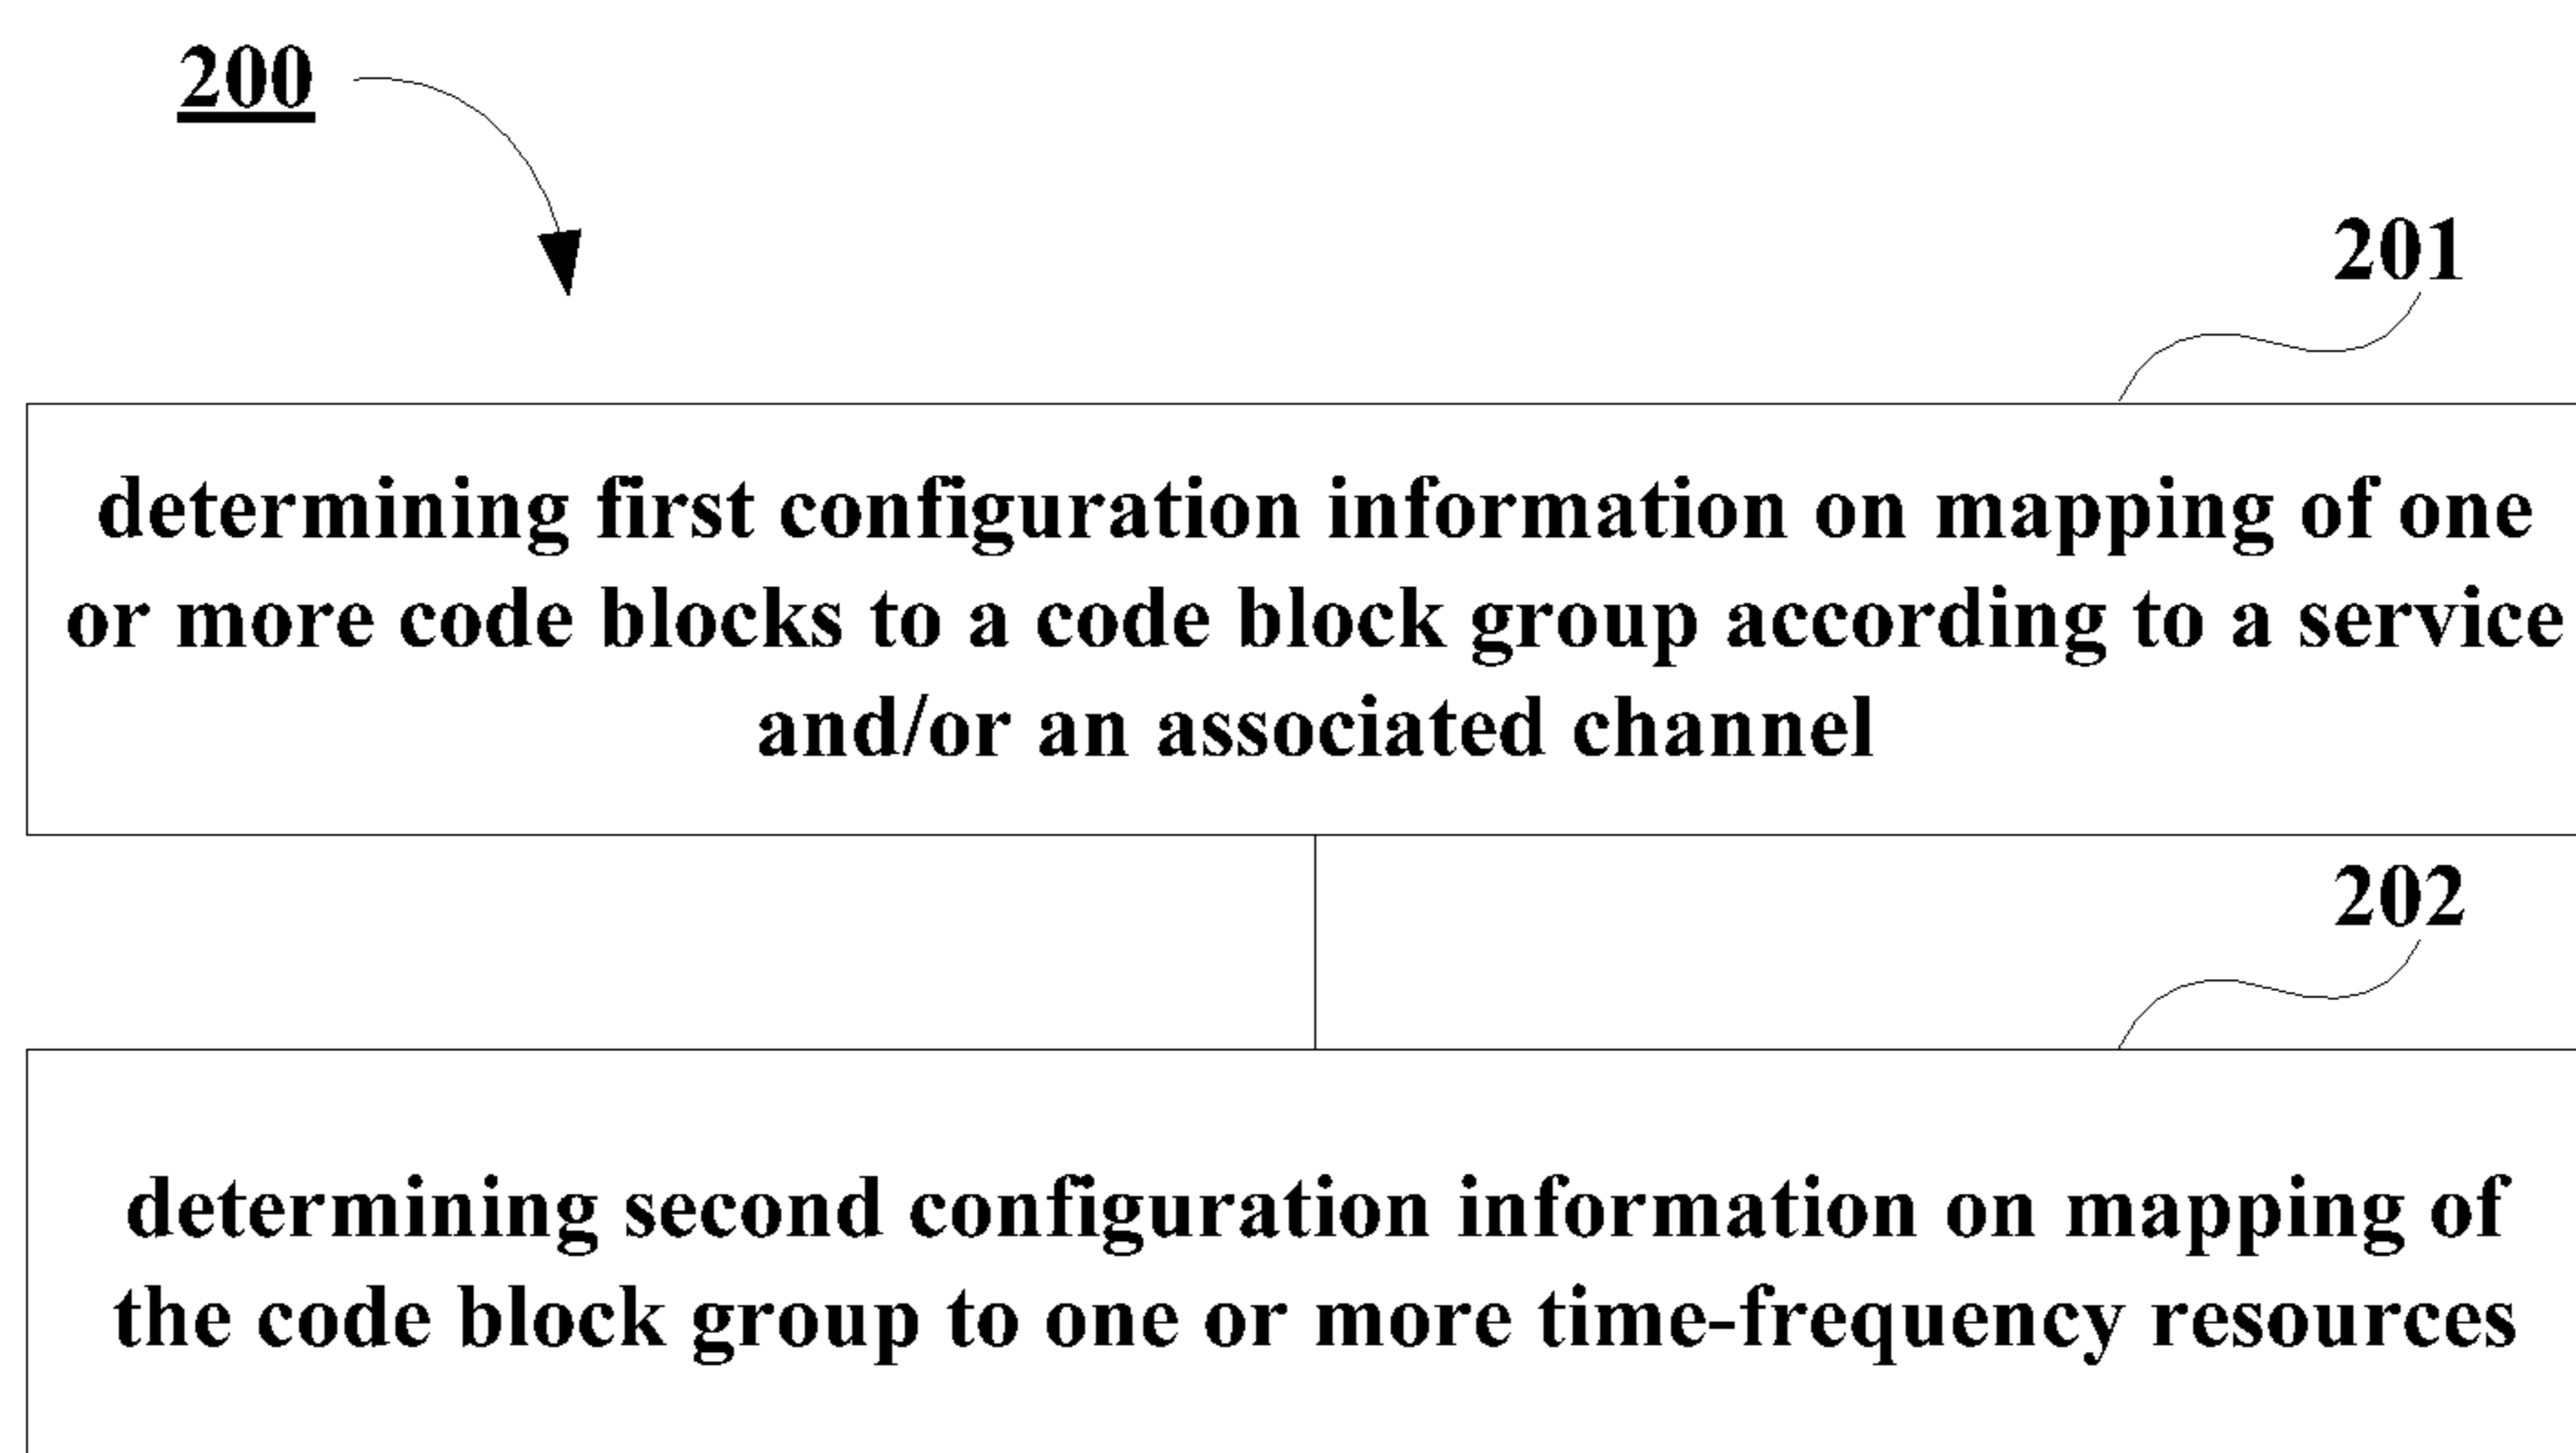 200
201
determining first configuration information on mapping of one
or more code blocks to a code block group according to a service
and/or an associated channel
202
determining second configuration information on mapping of
the code block group to one or more time-frequency resources